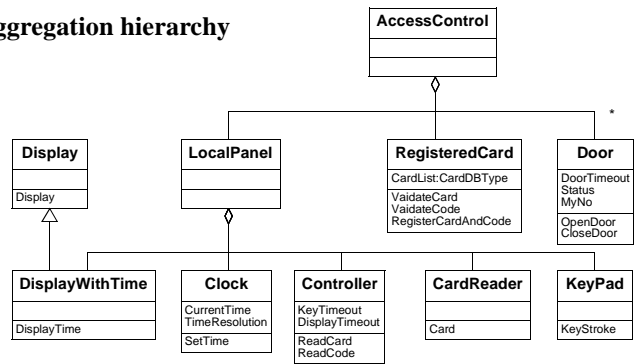 ggregation hierarchy
AccessControl
*
Display
Display
LocalPanel
RegisteredCard
CardList:CardDBType
VaidateCard
VaidateCode
RegisterCardAndCode
Door
DoorTimeout
Status
MyNo
OpenDoor
CloseDoor
DisplayWithTime
DisplayTime
Clock
CurrentTime
TimeResolution
SetTime
Controller
KeyTimeout
DisplayTimeout
ReadCard
ReadCode
CardReader
Card
KeyPad
KeyStroke